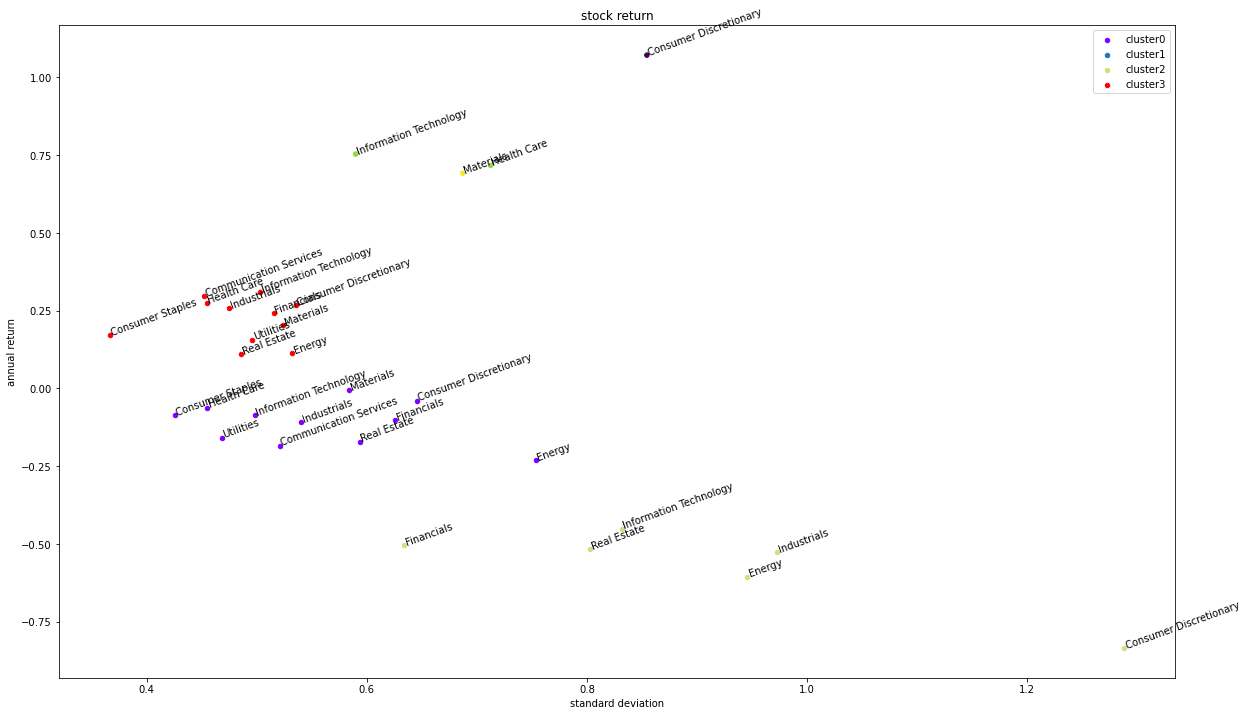 stock return
Consumer Discretionary
cluster0
cluster1
cluster2
cluster3
1.00
Information Technology
0.75
Materials
Health Care
0.50
Communication Services
Information Technology
Health Care
Consumer Discretionary
Industrials
Financials
0.25
Consumer Staples
Materials
Utilities
Real Estate
Energy
annual return
0.00
Consumer Staples
Health Care
Information Technology
Materials
Consumer Discretionary
Industrials
Financials
Utilities
Communication Services
Real Estate
Energy
−0.25
Information Technology
Financials
Real Estate
Industrials
−0.50
Energy
Consumer Discretionary
−0.75
0.4
0.6
0.8
1.0
1.2
standard deviation